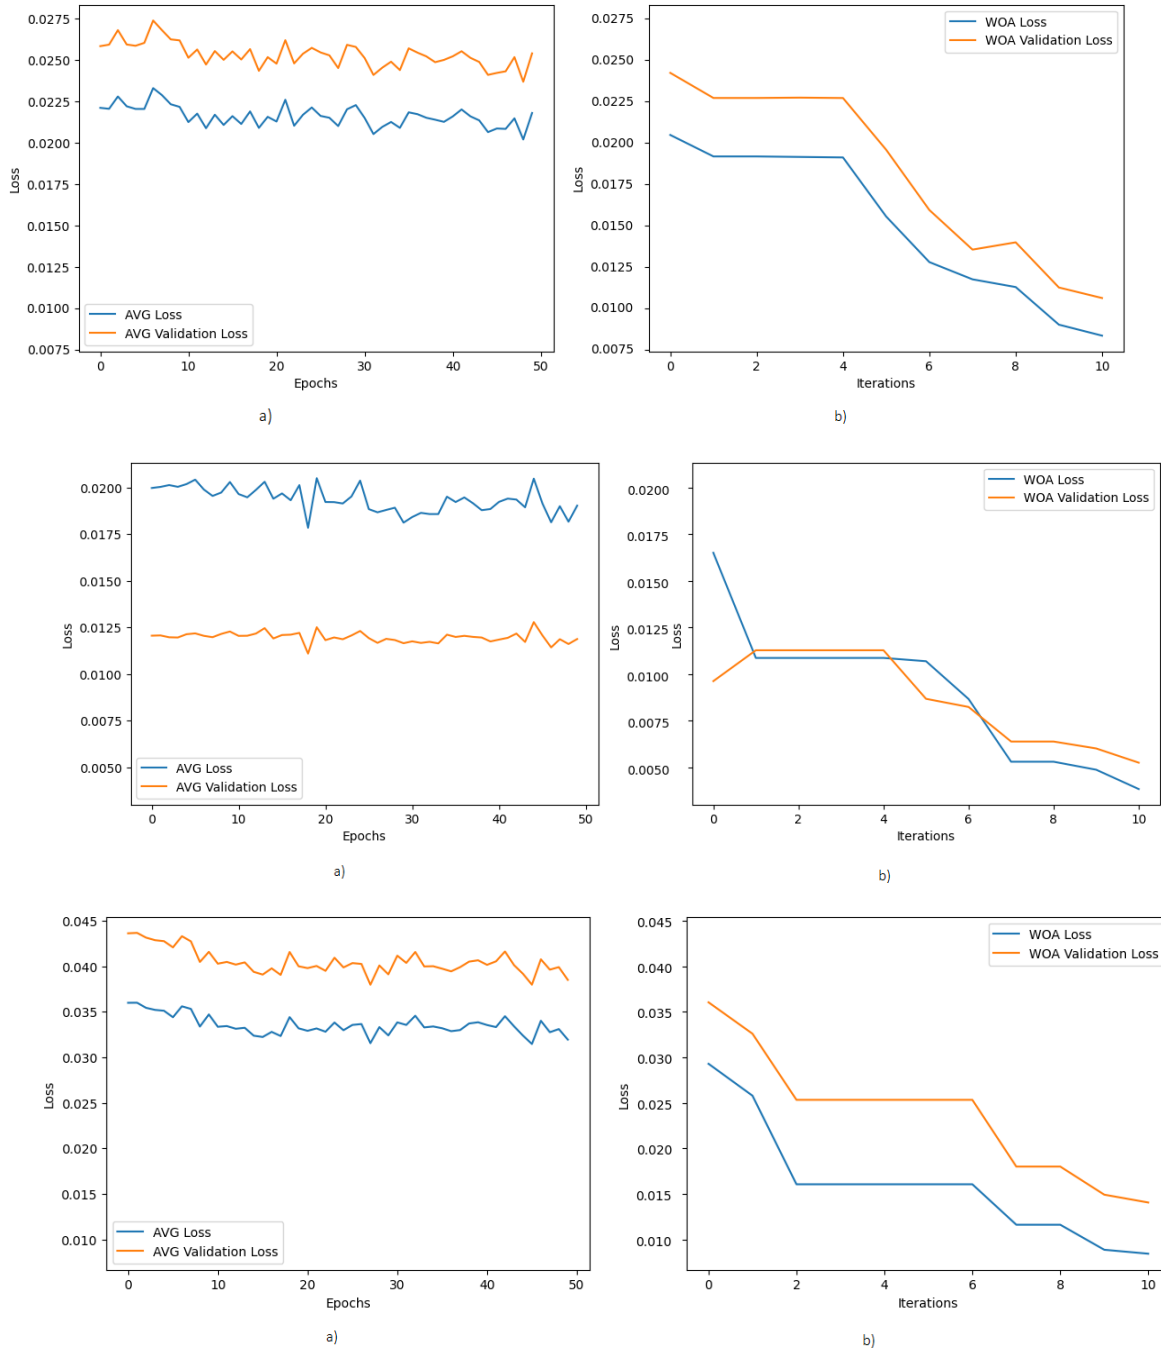 0.0275
0.0250
0.0225
0.0200
0.0175
0.0150
0.0125
0.0100
0.0075
Loss
AVG Loss
AVG Validation Loss
0 10 20 30 40 50
Epochs
a)
0.0275
0.0250
0.0225
0.0200
0.0175
0.0150
0.0125
0.0100
0.0075
Loss
WOA Loss
WOA Validation Loss
0 2 4 6 8 10
Iterations
b)
0.0200
0.0175
0.0150
0.0125
0.0100
0.0075
0.0050
Loss
AVG Loss
AVG Validation Loss
0 10 20 30 40 50
Epochs
a)
0.0200
0.0175
0.0150
0.0125
0.0100
0.0075
0.0050
Loss
Loss
WOA Loss
WOA Validation Loss
0 2 4 6 8 10
Iterations
b)
0.045
0.040
0.035
0.030
0.025
0.020
0.015
0.010
Loss
AVG Loss
AVG Validation Loss
0 10 20 30 40 50
Epochs
a)
0.045
0.040
0.035
0.030
0.025
0.020
0.015
0.010
Loss
WOA Loss
WOA Validation Loss
0 2 4 6 8 10
Iterations
b)